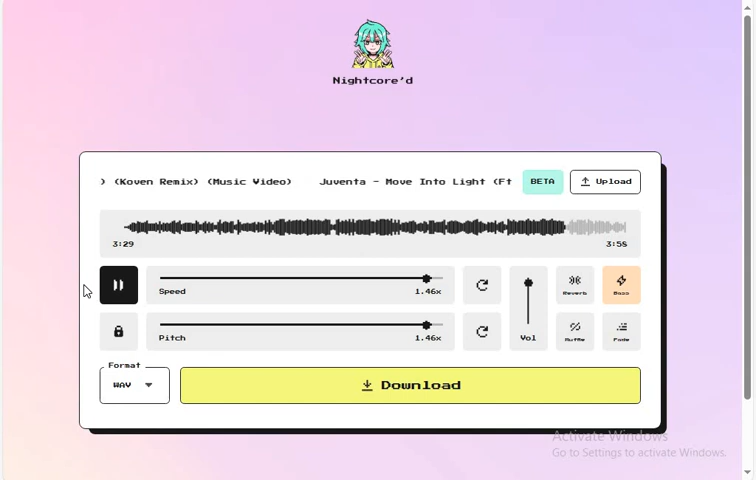 Nightcore'd
) (Koven Remix) (Music Video) Juventa - Move Into Light (Ft
BETA
Upload
3:29
3:58
Speed
1.46x
Reverb
Bass
Pitch
1.46x
Vol
Muffle
Fade
Format
WAV
Download
Activate Windows
Go to Settings to activate Windows.